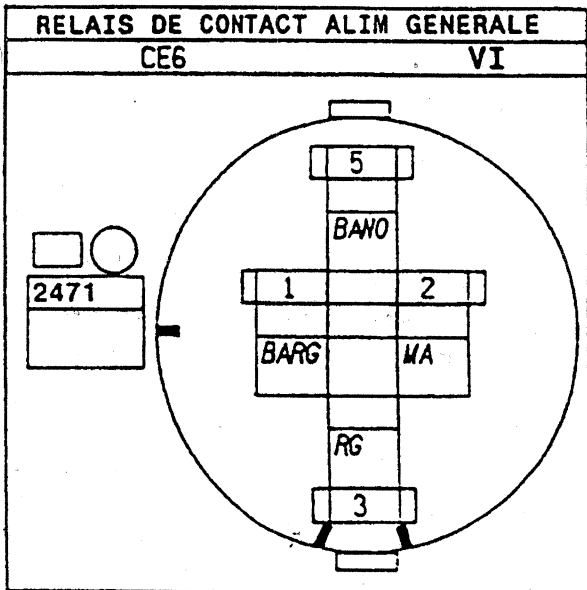 RELAIS DE CONTACT ALIM GENERALE
CE6 VI
5
BANO
2471
1 2
BARG MA
RG
3